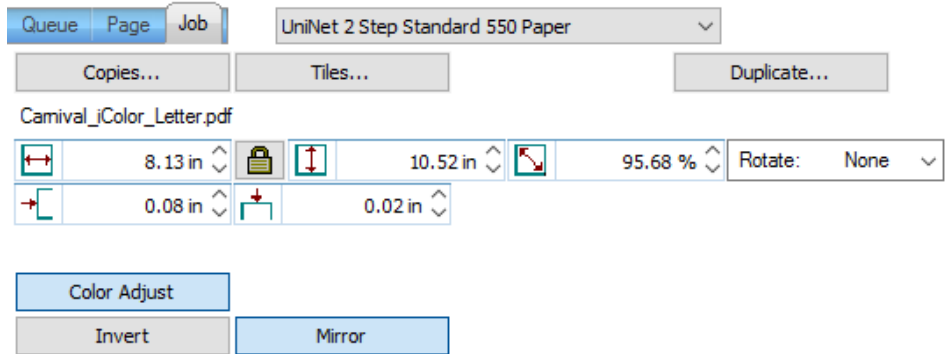 Queue Page Job UniNet 2 Step Standard 550 Paper
Copies... Tiles... Duplicate...
Carnival_iColor_Letter.pdf
8.13 in 10.52 in 95.68 % Rotate: None
0.08 in 0.02 in
Color Adjust
Invert Mirror